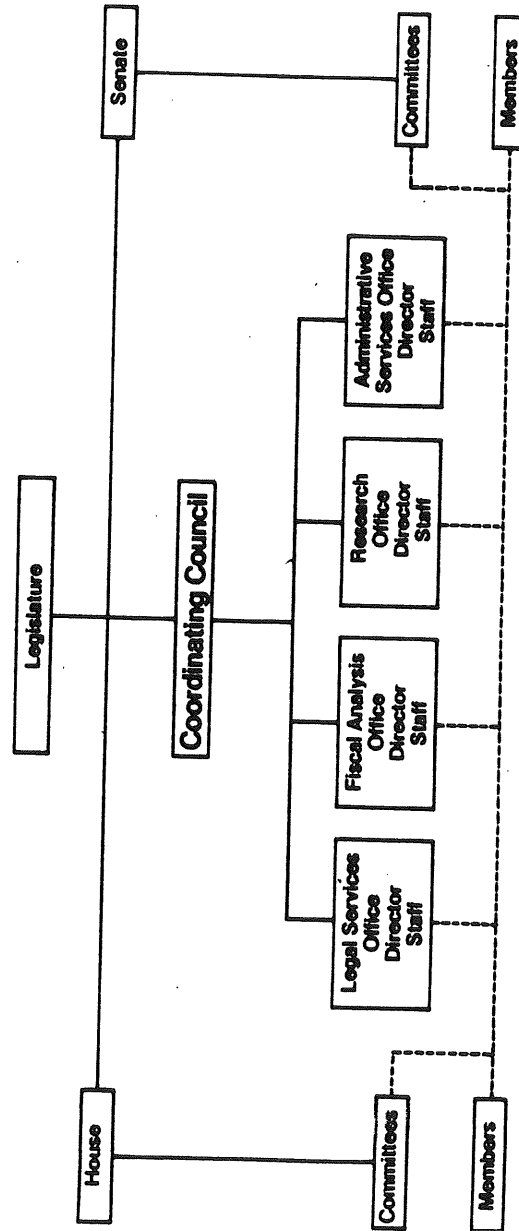 Legislature
House
Senate
Coordinating Council
Legal Services
Office
Director
Staff
Fiscal Analysis
Office
Director
Staff
Research
Office
Director
Staff
Administrative
Services Office
Director
Staff
Committees
Committees
Members
Members